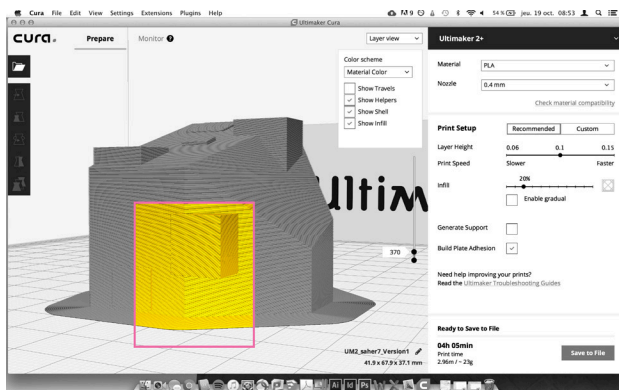 Cura File Edit View Settings Extensions Plugins Help
54% jeu. 19 oct. 08:53
Ultimaker Cura
cura.
Prepare
Monitor
Layer view
Ultimaker 2+
Color scheme
Material Color
Show Travels
Show Helpers
Show Shell
Show Infill
Material PLA
Nozzle 0.4 mm
Check material compatibility
Print Setup Recommended Custom
Layer Height 0.06 0.1 0.15
Print Speed Slower Faster
Infill 20%
Enable gradual
Generate Support
Build Plate Adhesion
Need help improving your prints?
Read the Ultimaker Troubleshooting Guides
Ultim
370
UM2_saher7_Version1
41.9 x 67.9 x 37.1 mm
Ready to Save to File
04h 05min
Print time
2.96m / ~ 23g
Save to File
Ai Id Ps